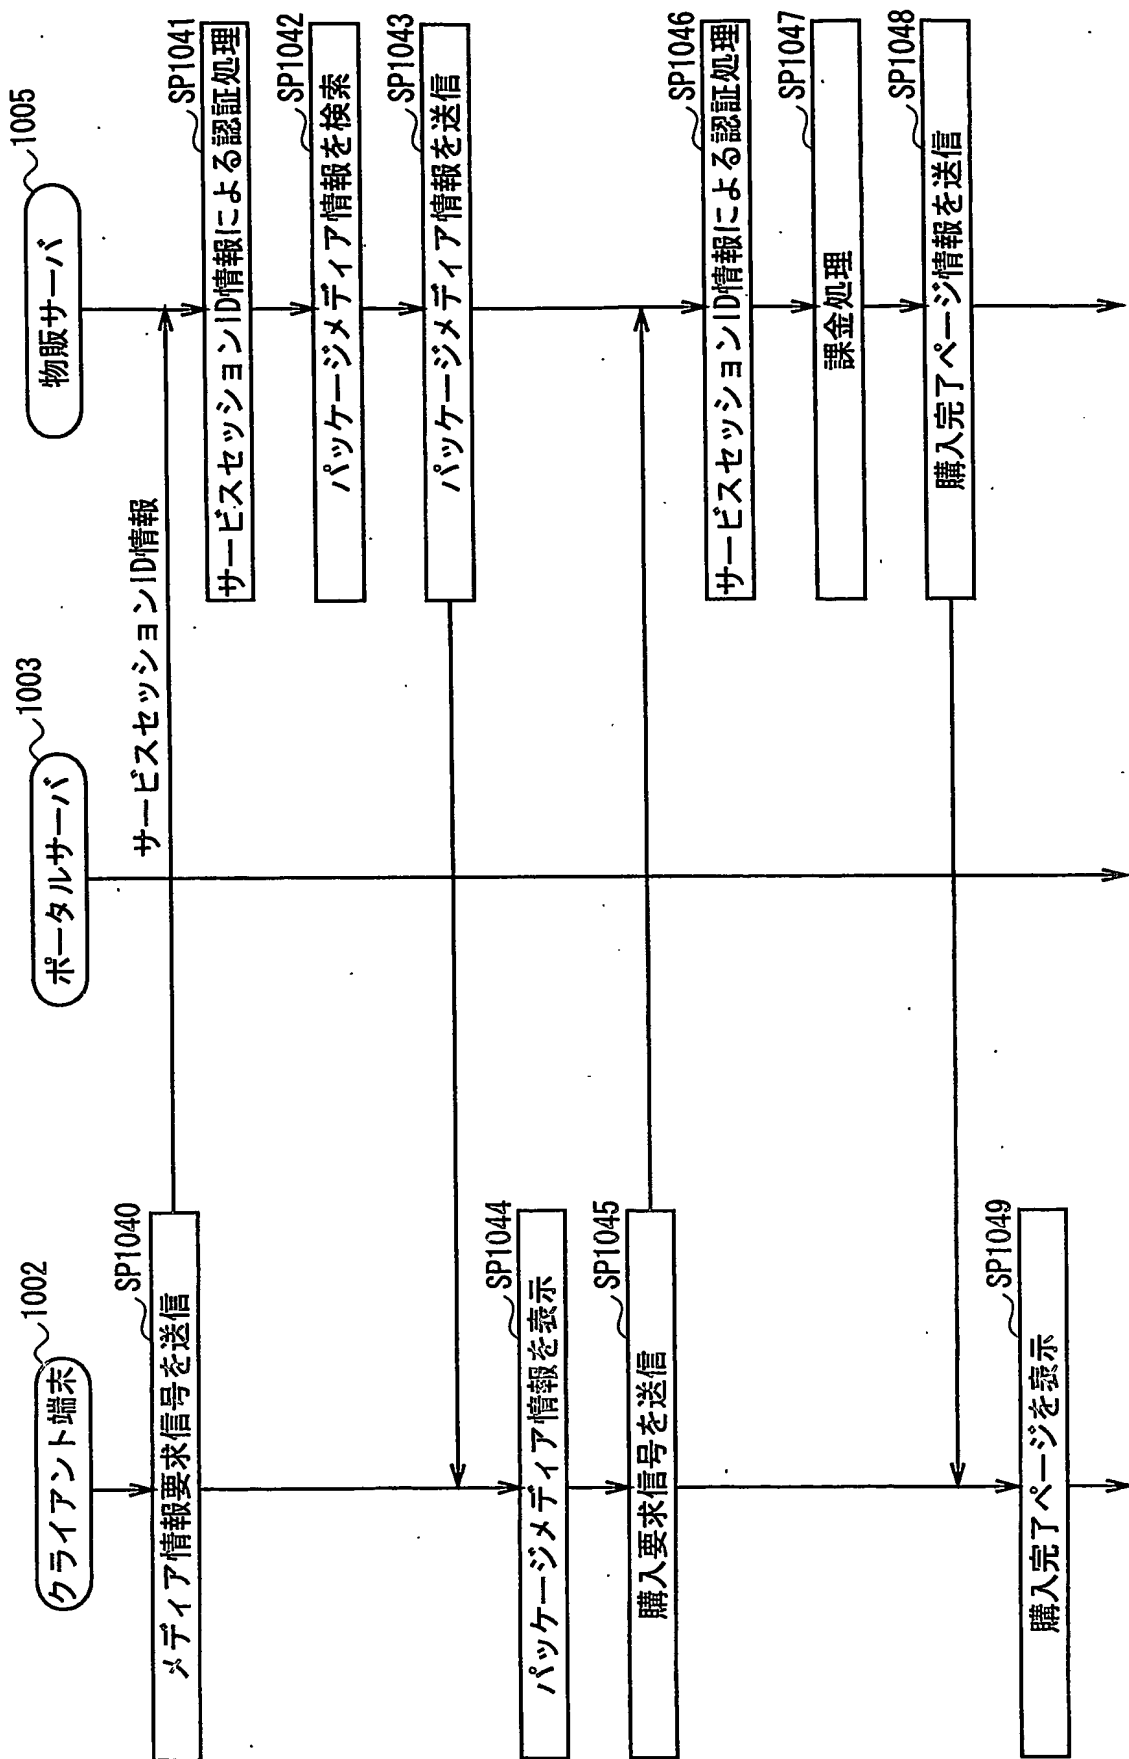 クライアント端末
1002
ポータルサーバ
1003
物販サーバ
1005
SP1040
メディア情報要求信号を送信
サービスセッションID情報
SP1041
サービスセッションID情報による認証処理
SP1042
パッケージメディア情報を検索
SP1043
パッケージメディア情報を送信
SP1044
パッケージメディア情報を表示
SP1045
購入要求信号を送信
SP1046
サービスセッションID情報による認証処理
SP1047
課金処理
SP1048
購入完了ページ情報を送信
SP1049
購入完了ページを表示